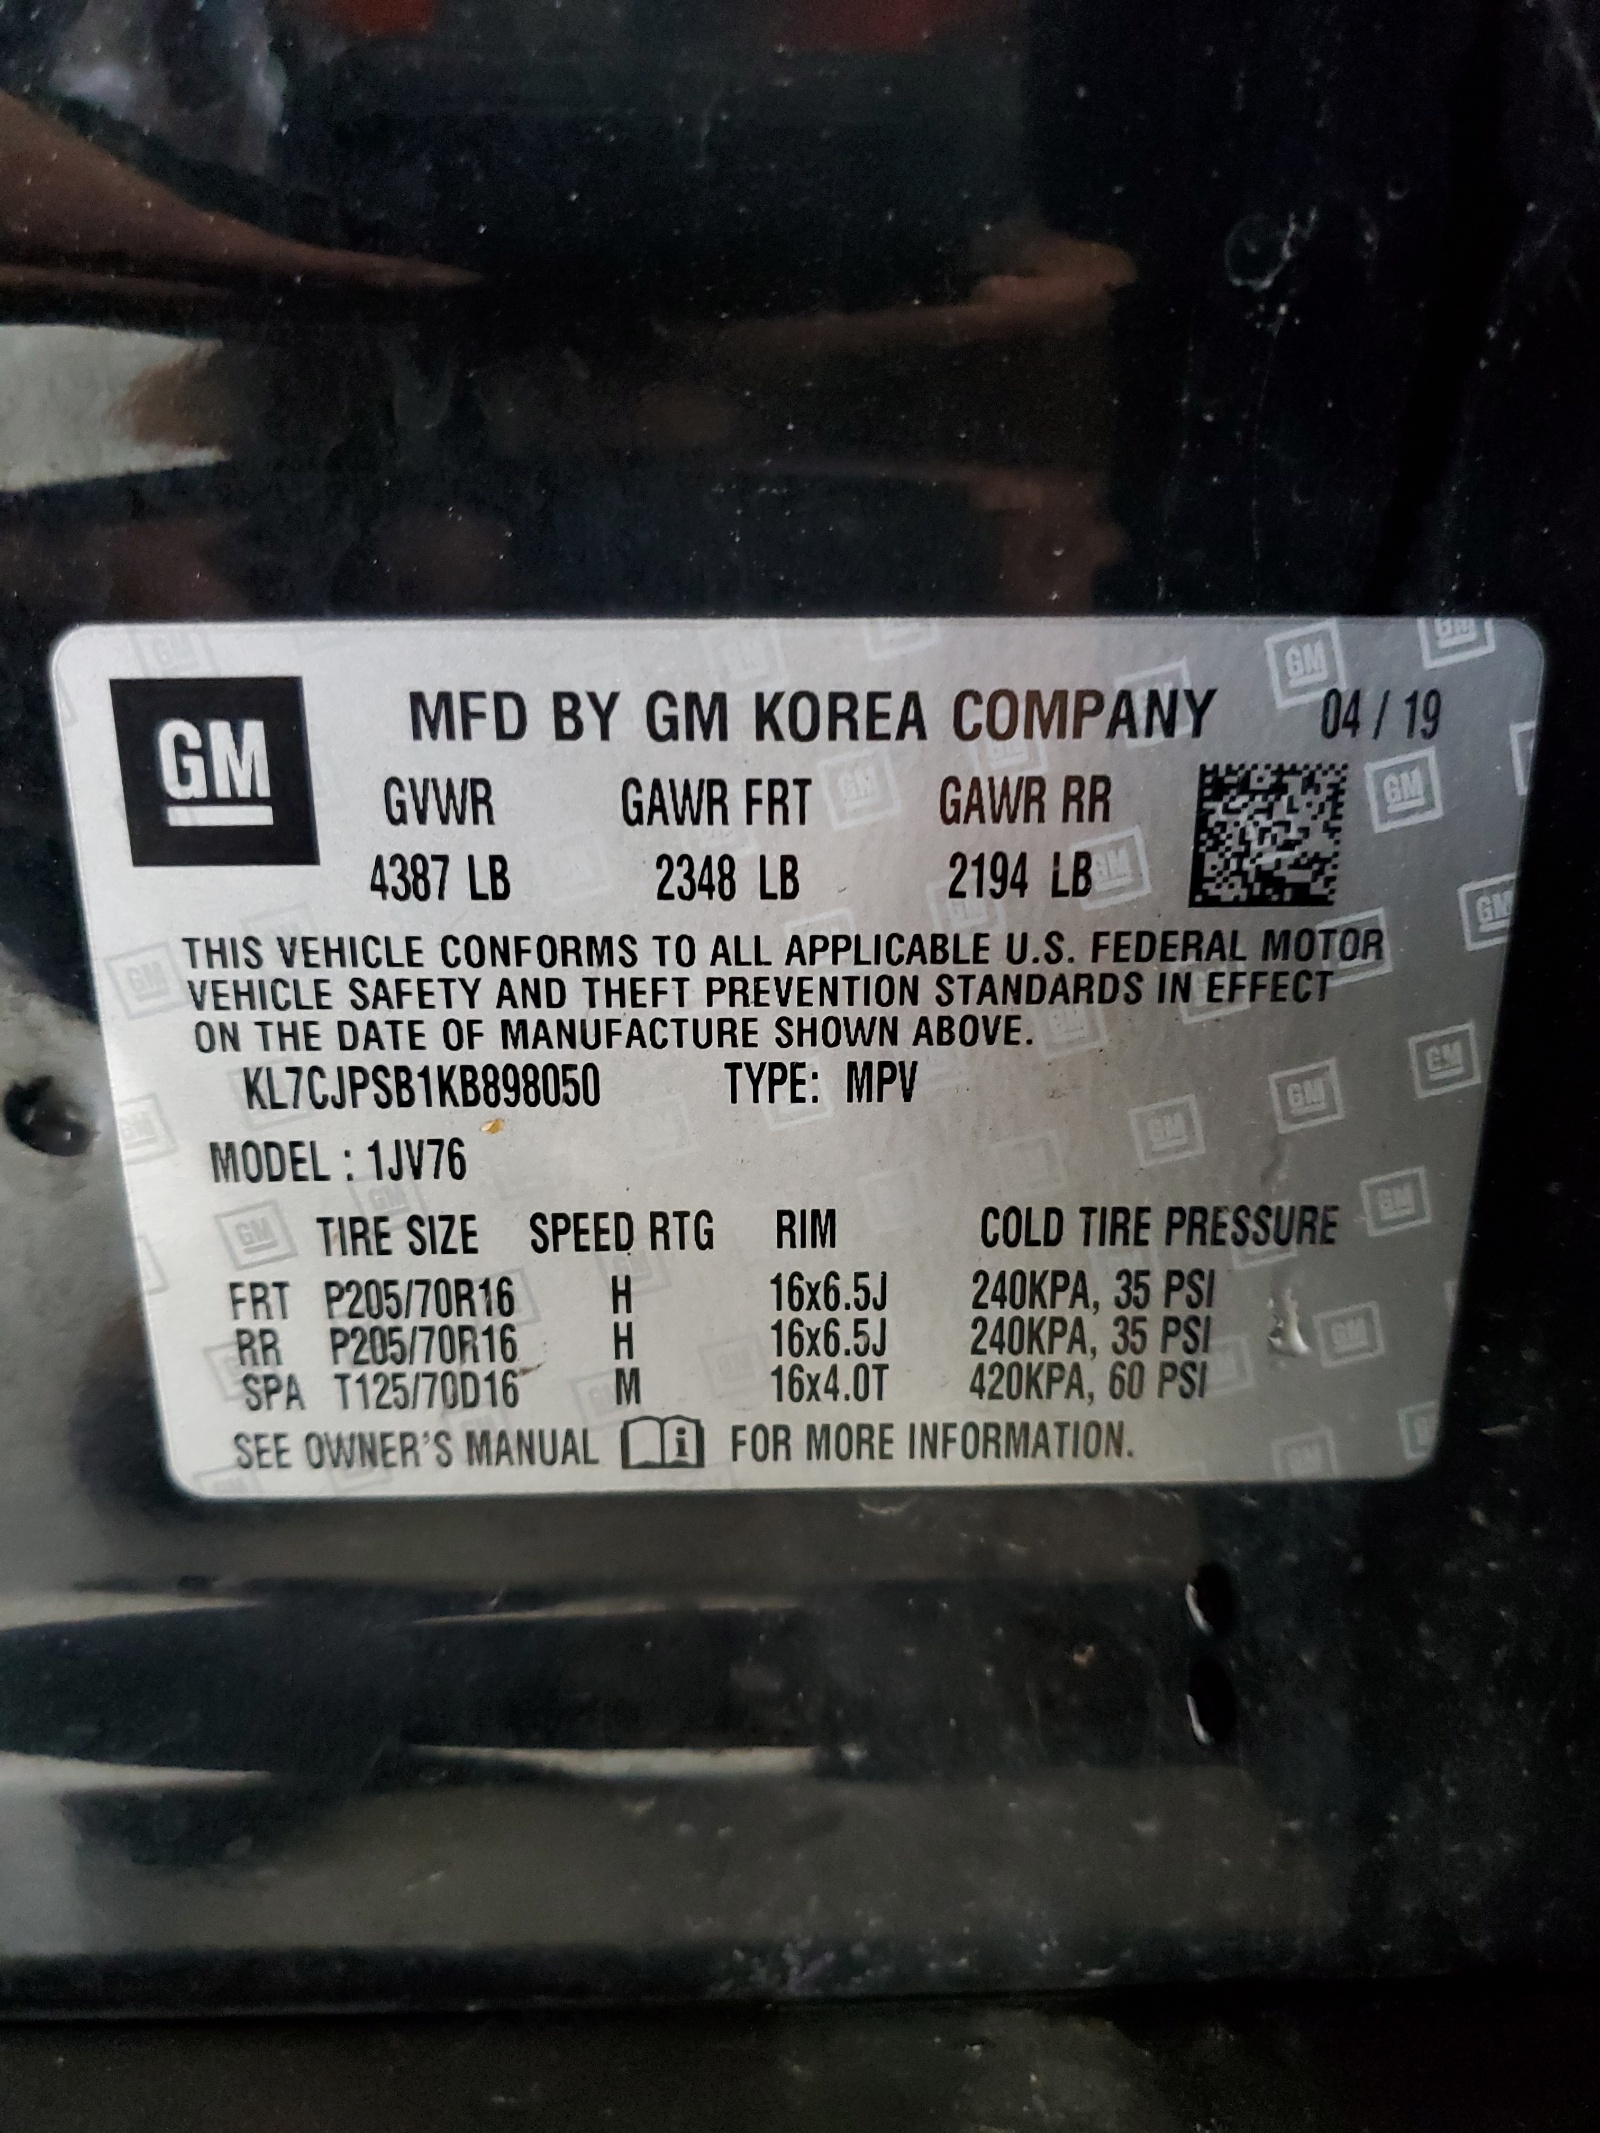 GM
MFD BY GM KOREA COMPANY 04 / 19
GVWR GAWR FRT GAWR RR
4387 LB 2348 LB 2194 LB
THIS VEHICLE CONFORMS TO ALL APPLICABLE U.S. FEDERAL MOTOR
VEHICLE SAFETY AND THEFT PREVENTION STANDARDS IN EFFECT
ON THE DATE OF MANUFACTURE SHOWN ABOVE.
KL7CJPSB1KB898050 TYPE: MPV
MODEL : 1JV76
TIRE SIZE SPEED RTG RIM COLD TIRE PRESSURE
FRT P205/70R16 H 16x6.5J 240KPA, 35 PSI
RR P205/70R16 H 16x6.5J 240KPA, 35 PSI
SPA T125/70D16 M 16x4.0T 420KPA, 60 PSI
SEE OWNER'S MANUAL i FOR MORE INFORMATION.